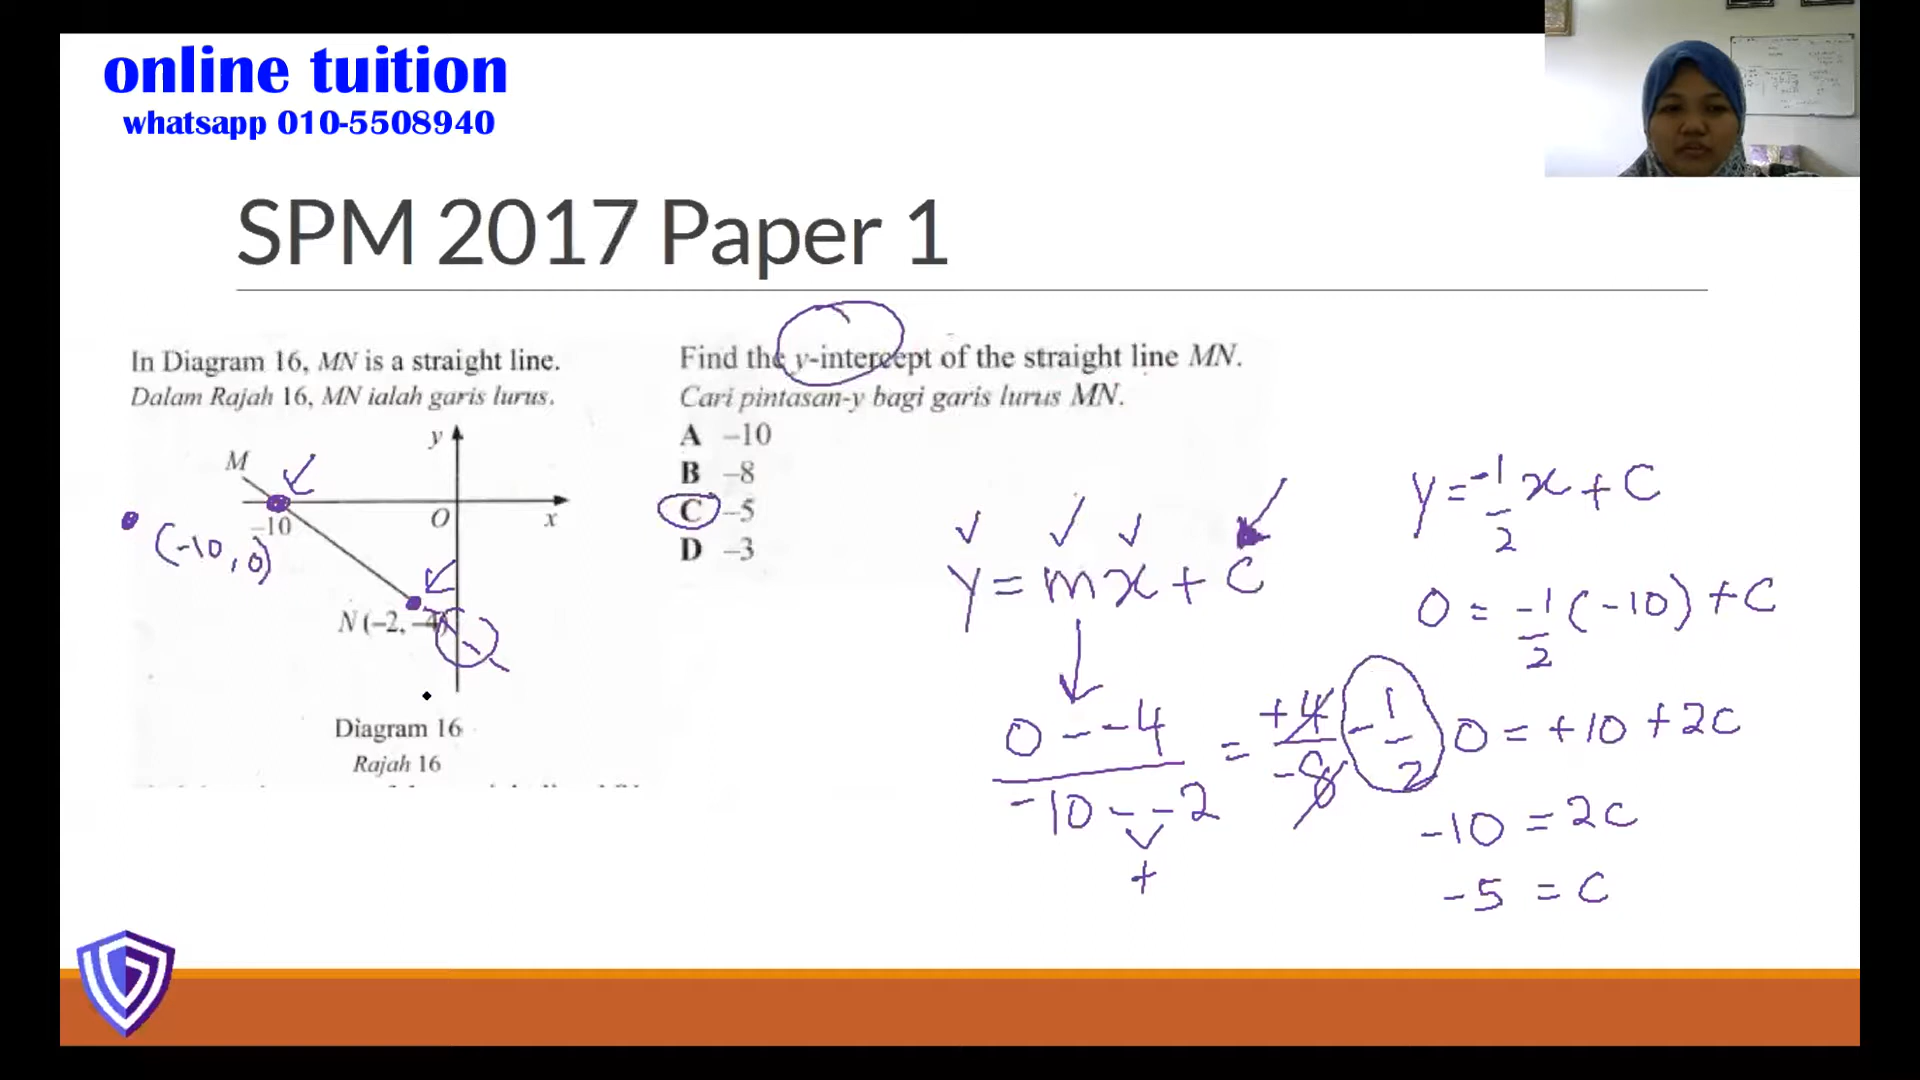 online tuition
whatsapp 010-5508940
SPM 2017 Paper 1
In Diagram 16, MN is a straight line.
Dalam Rajah 16, MN ialah garis lurus.
y
M
-10
O
x
(-10, 0)
N (-2, -4)
Diagram 16
Rajah 16
Find the y-intercept of the straight line MN.
Cari pintasan-y bagi garis lurus MN.
A -10
B -8
C -5
D -3
y = mx + C
0 - -4 / -10 - -2 = +4 / -8 - 1/2
+
y = -1/2 x + C
0 = -1/2 (-10) + C
0 = +10 + 2C
-10 = 2C
-5 = C